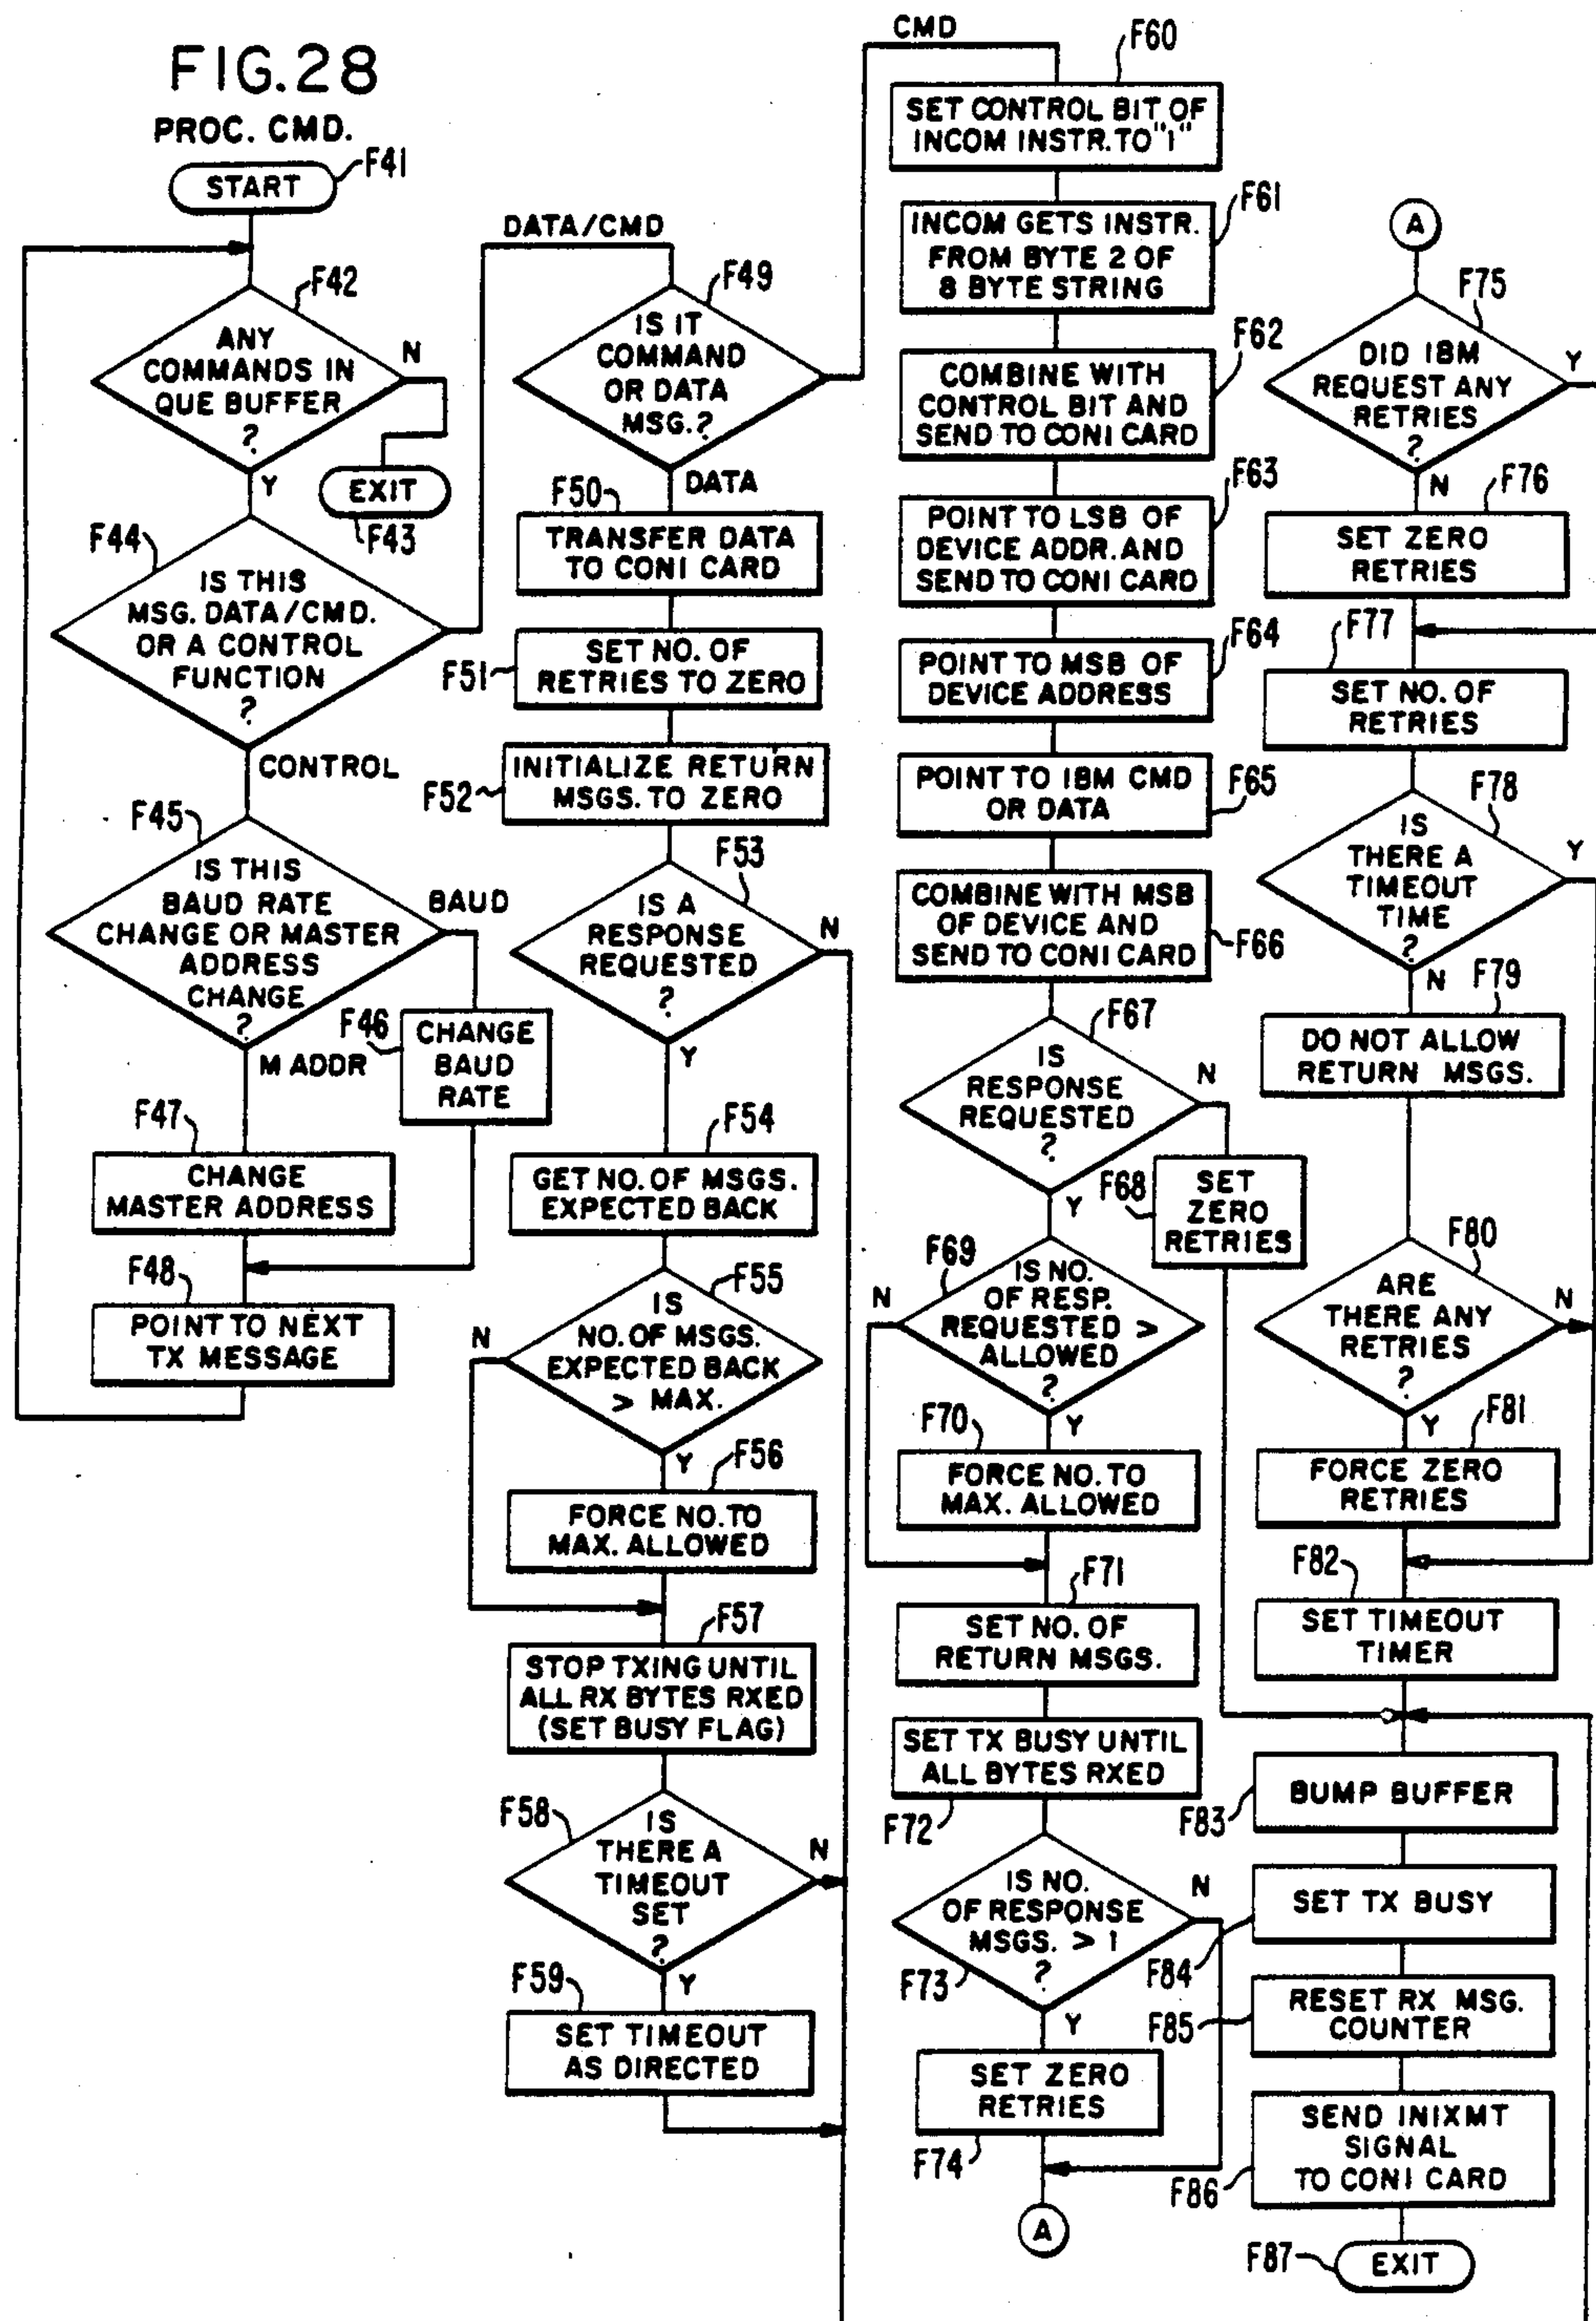 FIG.28
PROC. CMD.
START
F41
F42
ANY
COMMANDS IN
QUE BUFFER
?
N
Y
EXIT
F43
F44
IS THIS
MSG. DATA/CMD.
OR A CONTROL
FUNCTION
?
CONTROL
F45
IS THIS
BAUD RATE
CHANGE OR MASTER
ADDRESS
CHANGE
?
BAUD
M ADDR
F46
CHANGE
BAUD
RATE
F47
CHANGE
MASTER ADDRESS
F48
POINT TO NEXT
TX MESSAGE
DATA/CMD
F49
IS IT
COMMAND
OR DATA
MSG.?
DATA
F50
TRANSFER DATA
TO CONI CARD
F51
SET NO. OF
RETRIES TO ZERO
F52
INITIALIZE RETURN
MSGS. TO ZERO
F53
IS A
RESPONSE
REQUESTED
?
N
Y
F54
GET NO. OF MSGS.
EXPECTED BACK
F55
IS
NO. OF MSGS.
EXPECTED BACK
> MAX.
N
Y
F56
FORCE NO. TO
MAX. ALLOWED
F57
STOP TXING UNTIL
ALL RX BYTES RXED
(SET BUSY FLAG)
F58
IS
THERE A
TIMEOUT
SET
?
N
Y
F59
SET TIMEOUT
AS DIRECTED
CMD
F60
SET CONTROL BIT OF
INCOM INSTR. TO "1"
F61
INCOM GETS INSTR.
FROM BYTE 2 OF
8 BYTE STRING
F62
COMBINE WITH
CONTROL BIT AND
SEND TO CONI CARD
F63
POINT TO LSB OF
DEVICE ADDR. AND
SEND TO CONI CARD
F64
POINT TO MSB OF
DEVICE ADDRESS
F65
POINT TO IBM CMD
OR DATA
F66
COMBINE WITH MSB
OF DEVICE AND
SEND TO CONI CARD
F67
IS
RESPONSE
REQUESTED
?
N
Y
F68
SET
ZERO
RETRIES
F69
IS NO.
OF RESP.
REQUESTED >
ALLOWED
?
N
Y
F70
FORCE NO. TO
MAX. ALLOWED
F71
SET NO. OF
RETURN MSGS.
F72
SET TX BUSY UNTIL
ALL BYTES RXED
F73
IS NO.
OF RESPONSE
MSGS. > 1
?
N
Y
F74
SET ZERO
RETRIES
A
A
F75
DID IBM
REQUEST ANY
RETRIES
?
Y
N
F76
SET ZERO
RETRIES
F77
SET NO. OF
RETRIES
F78
IS
THERE A
TIMEOUT
TIME
?
Y
N
F79
DO NOT ALLOW
RETURN MSGS.
F80
ARE
THERE ANY
RETRIES
?
N
Y
F81
FORCE ZERO
RETRIES
F82
SET TIMEOUT
TIMER
F83
BUMP BUFFER
F84
SET TX BUSY
F85
RESET RX MSG.
COUNTER
F86
SEND INIXMT
SIGNAL
TO CONI CARD
F87
EXIT